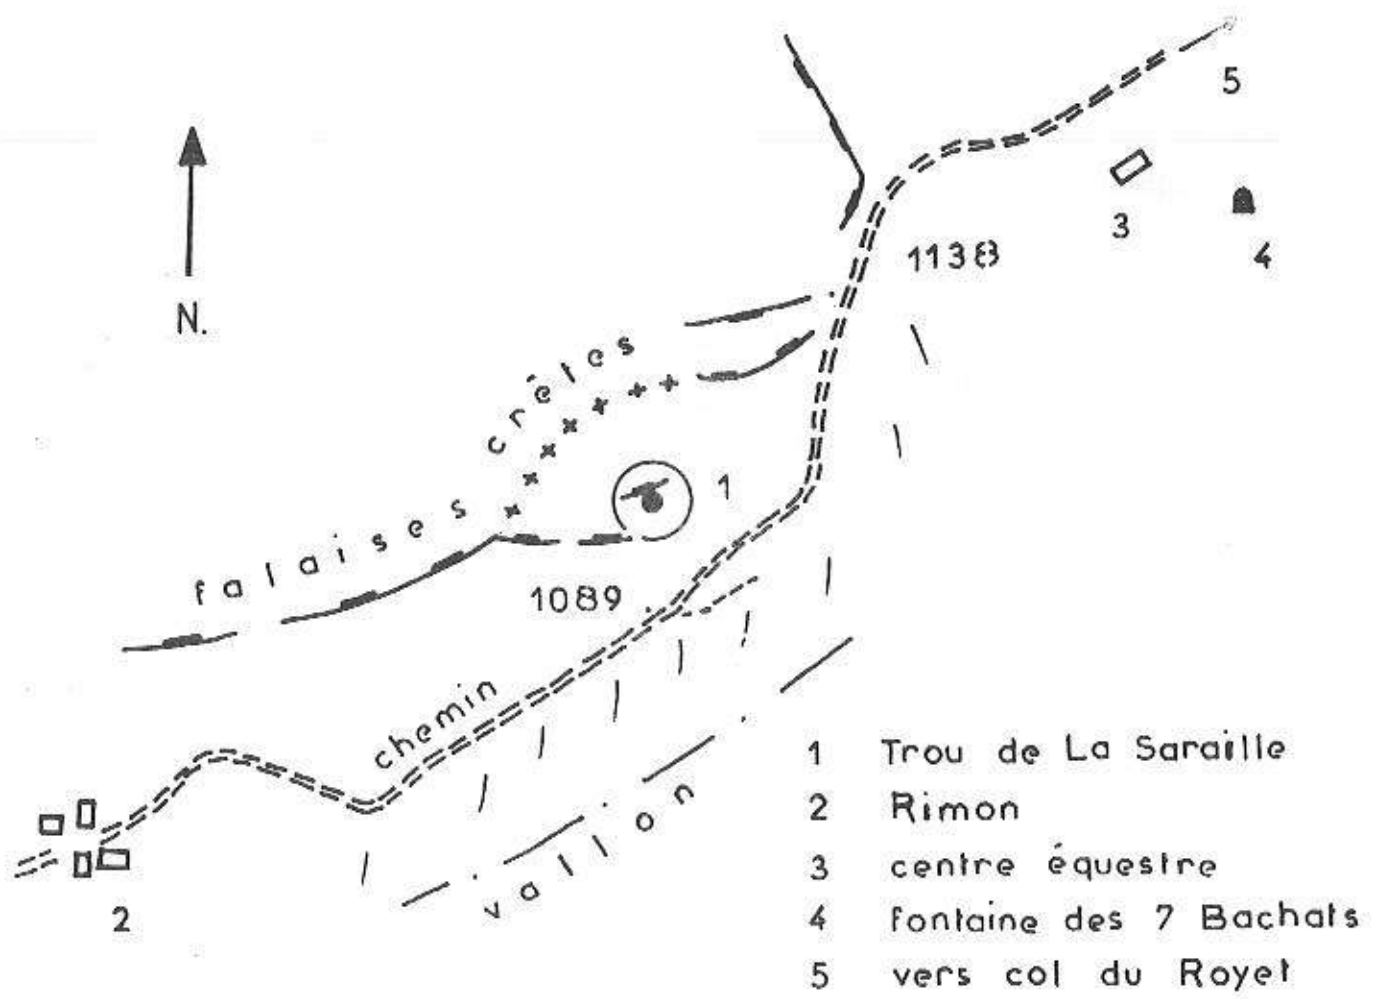 5
3
4
1138
N.
crêtes
1
falaises
1089
chemin
vallon
2
1 Trou de La Saraille
2 Rimon
3 centre équestre
4 fontaine des 7 Bachats
5 vers col du Royet